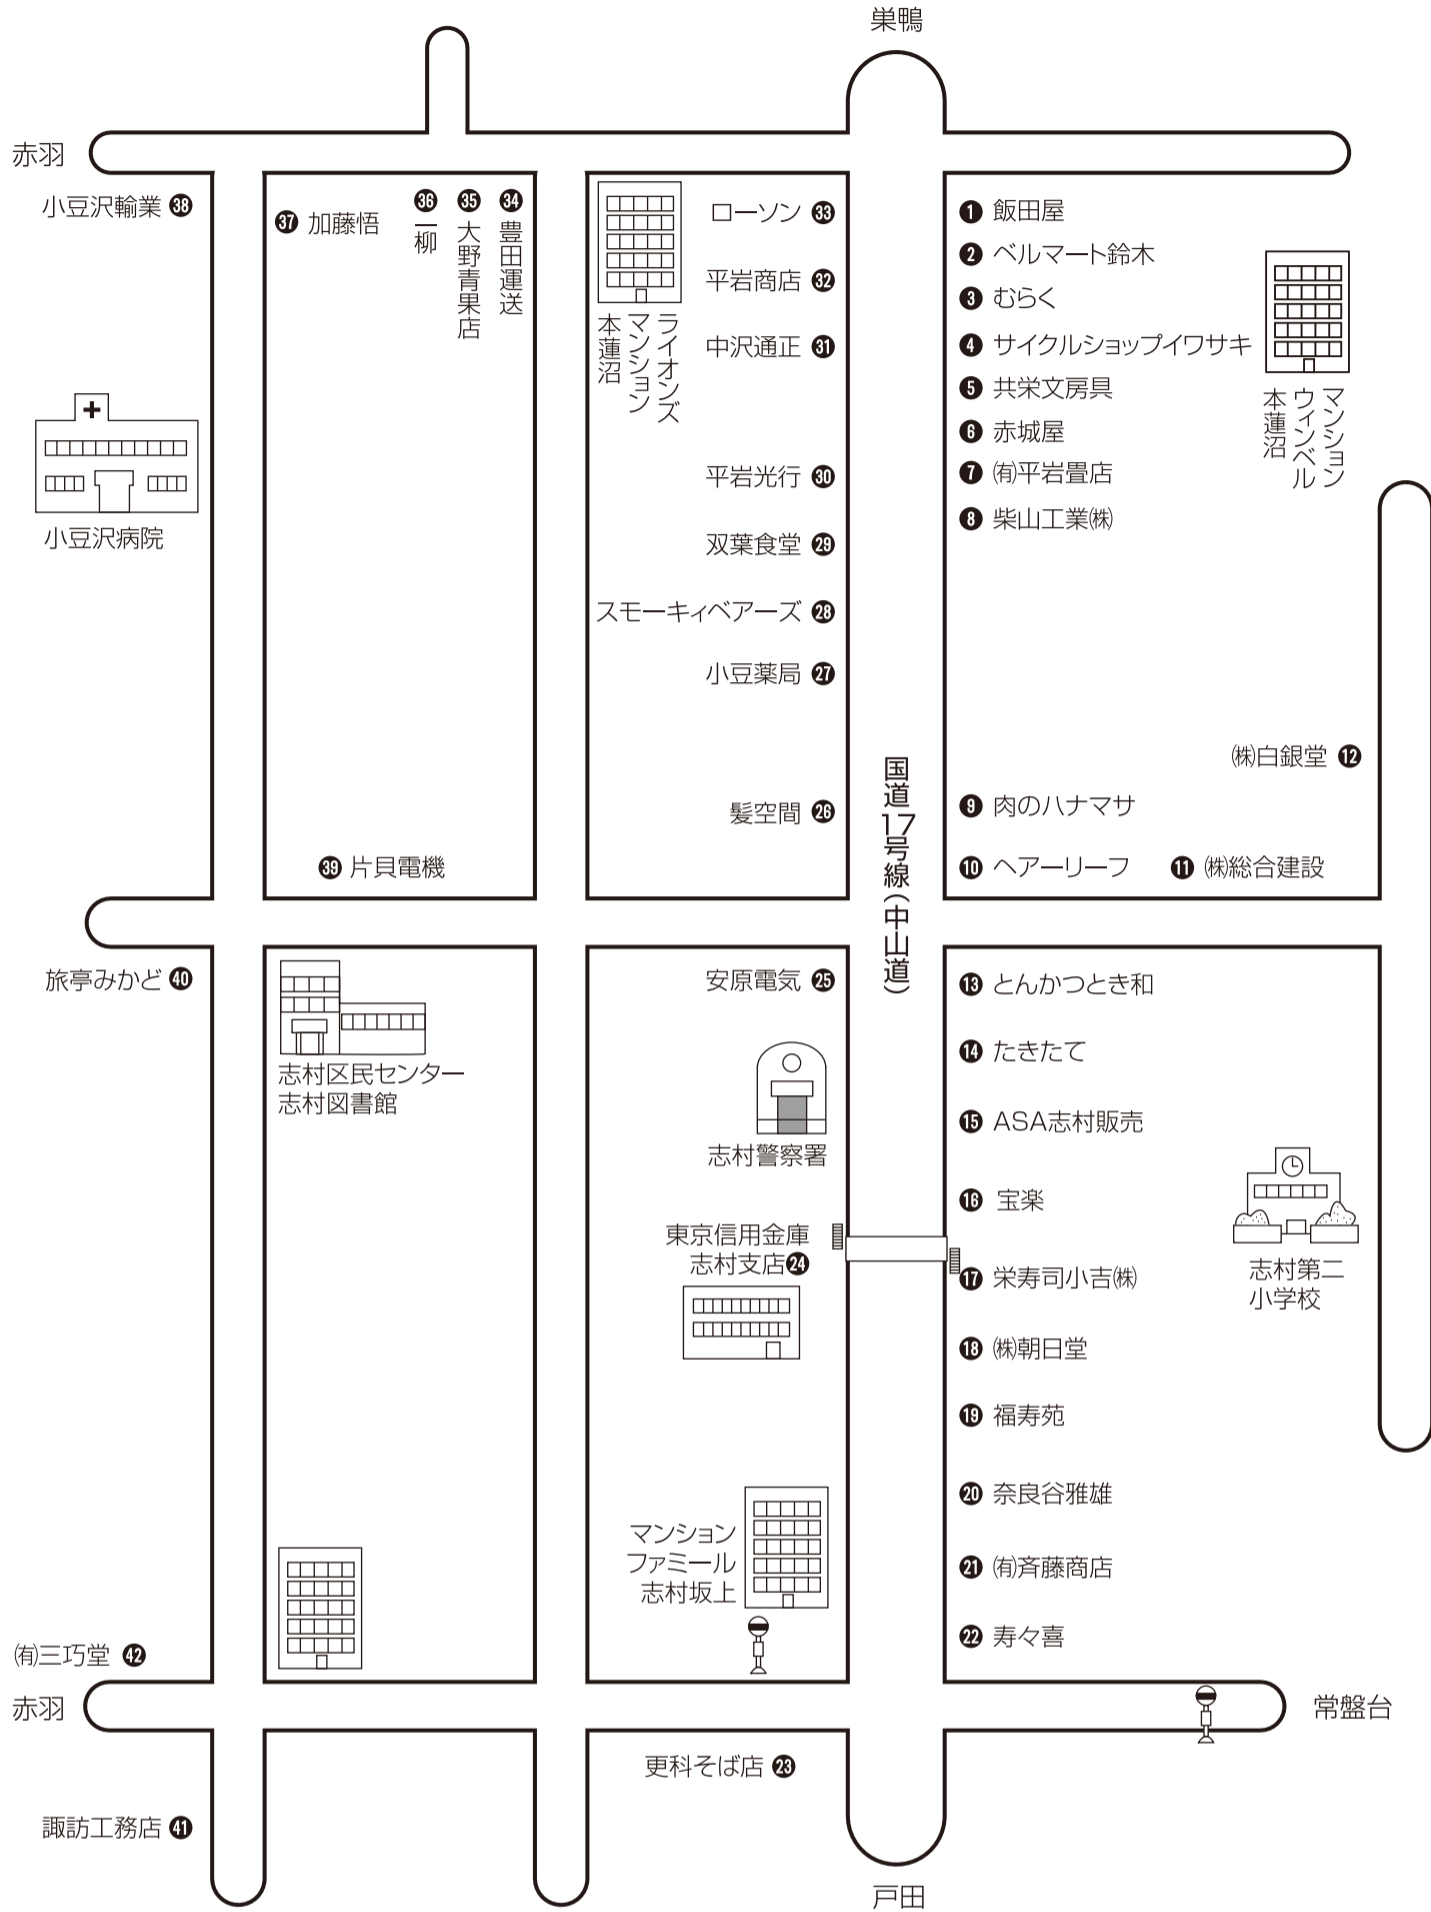 巣鴨
赤羽
小豆沢輸業 38
37 加藤悟
36 一柳
35 大野青果店
34 豊田運送
ライオンズ
マンション
本蓮沼
ローソン 33
平岩商店 32
中沢通正 31
平岩光行 30
双葉食堂 29
スモーキィベアーズ 28
小豆薬局 27
髪空間 26
1 飯田屋
2 ベルマート鈴木
3 むらく
4 サイクルショップイワサキ
5 共栄文房具
6 赤城屋
7 ㈲平岩畳店
8 柴山工業㈱
マンション
ウィンベル
本蓮沼
小豆沢病院
国道17号線（中山道）
㈱白銀堂 12
9 肉のハナマサ
10 ヘアーリーフ
11 ㈱総合建設
39 片貝電機
旅亭みかど 40
志村区民センター
志村図書館
安原電気 25
志村警察署
東京信用金庫
志村支店24
13 とんかつとき和
14 たきたて
15 ASA志村販売
16 宝楽
17 栄寿司小吉㈱
18 ㈱朝日堂
19 福寿苑
20 奈良谷雅雄
21 ㈲斉藤商店
22 寿々喜
志村第二
小学校
マンション
ファミール
志村坂上
㈲三巧堂 42
赤羽
常盤台
更科そば店 23
諏訪工務店 41
戸田